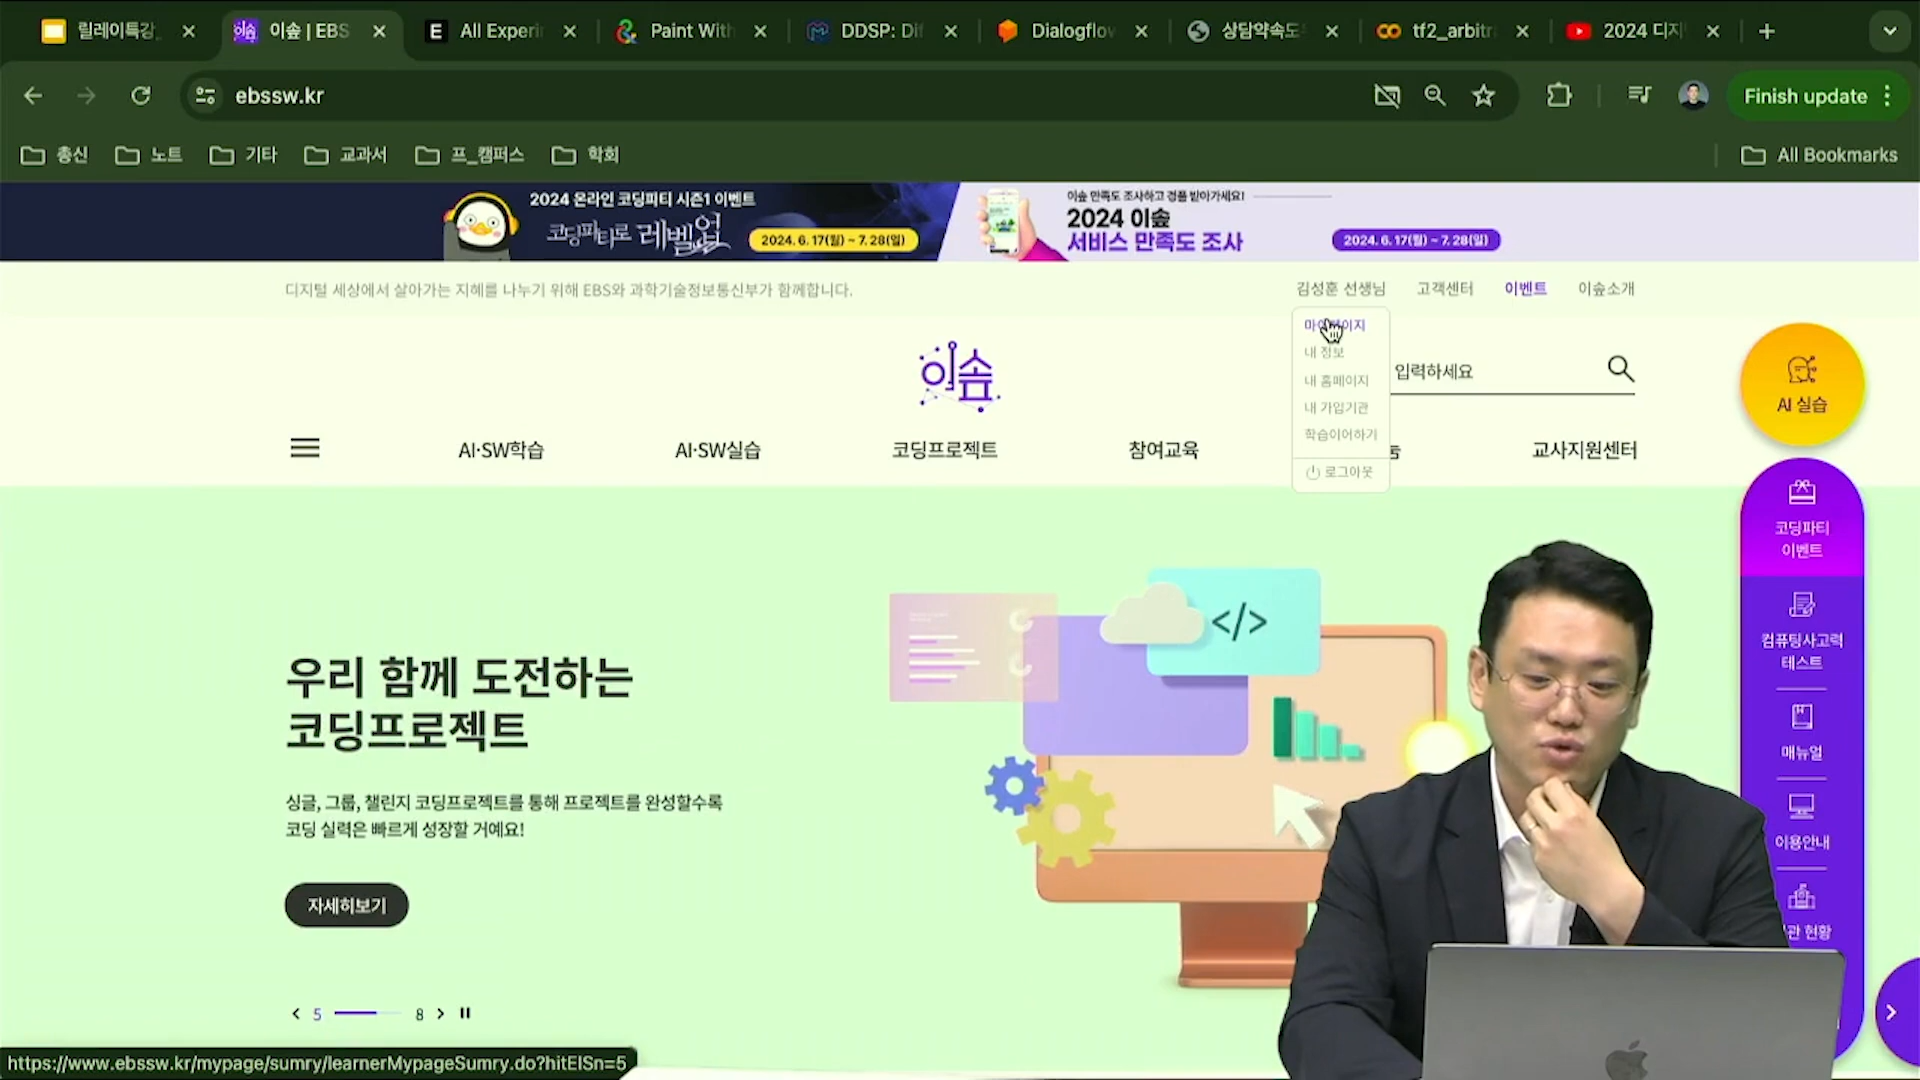 릴레이특강
이솦 | EBS
All Experi
Paint With
DDSP: Dif
Dialogflow
상담약속도
tf2_arbitra
2024 디지
ebssw.kr
Finish update
총신
노트
기타
교과서
프_캠퍼스
학회
All Bookmarks
2024 온라인 코딩파티 시즌1 이벤트
코딩파티로 레벨업
2024. 6. 17(월) ~ 7. 28(일)
이솦 만족도 조사하고 경품 받아가세요!
2024 이솦
서비스 만족도 조사
2024. 6. 17(월) ~ 7. 28(일)
디지털 세상에서 살아가는 지혜를 나누기 위해 EBS와 과학기술정보통신부가 함께합니다.
김성훈 선생님
고객센터
이벤트
이솦소개
마이페이지
내 정보
내 홈페이지
내 가입기관
학습이어하기
로그아웃
이솦
입력하세요
AI 실습
AI·SW학습
AI·SW실습
코딩프로젝트
참여교육
교사지원센터
코딩파티
이벤트
컴퓨팅사고력
테스트
매뉴얼
이용안내
관 현황
</>
우리 함께 도전하는
코딩프로젝트
싱글, 그룹, 챌린지 코딩프로젝트를 통해 프로젝트를 완성할수록
코딩 실력은 빠르게 성장할 거예요!
자세히보기
5
8
https://www.ebssw.kr/mypage/sumry/learnerMypageSumry.do?hitElSn=5